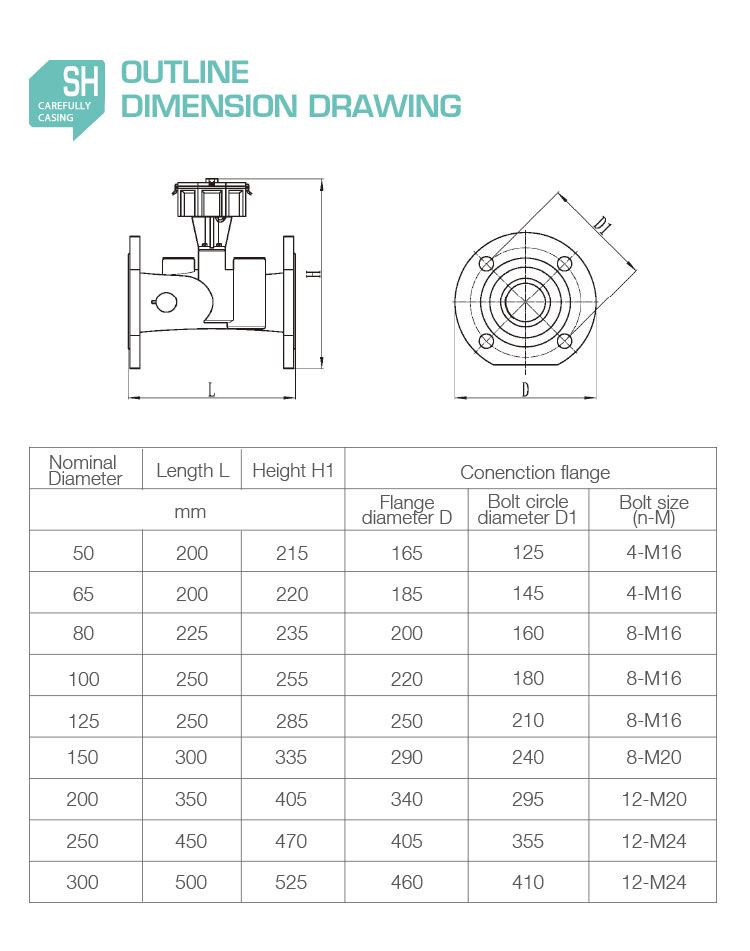 SH
CAREFULLY
CASING
OUTLINE
DIMENSION DRAWING
H
L
D1
D
Nominal
Diameter
Length L
Height H1
Conenction flange
mm
Flange
diameter D
Bolt circle
diameter D1
Bolt size
(n-M)
50 200 215 165 125 4-M16
65 200 220 185 145 4-M16
80 225 235 200 160 8-M16
100 250 255 220 180 8-M16
125 250 285 250 210 8-M16
150 300 335 290 240 8-M20
200 350 405 340 295 12-M20
250 450 470 405 355 12-M24
300 500 525 460 410 12-M24